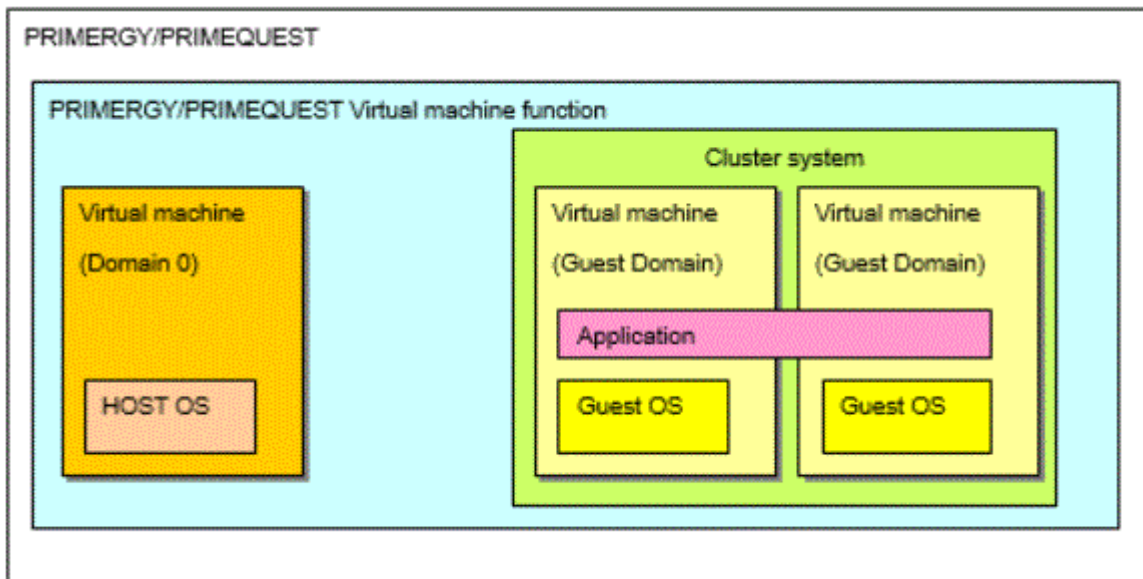 PRIMERGY/PRIMEQUEST
PRIMERGY/PRIMEQUEST Virtual machine function
Cluster system
Virtual machine
(Domain 0)
HOST OS
Virtual machine
(Guest Domain)
Virtual machine
(Guest Domain)
Application
Guest OS
Guest OS